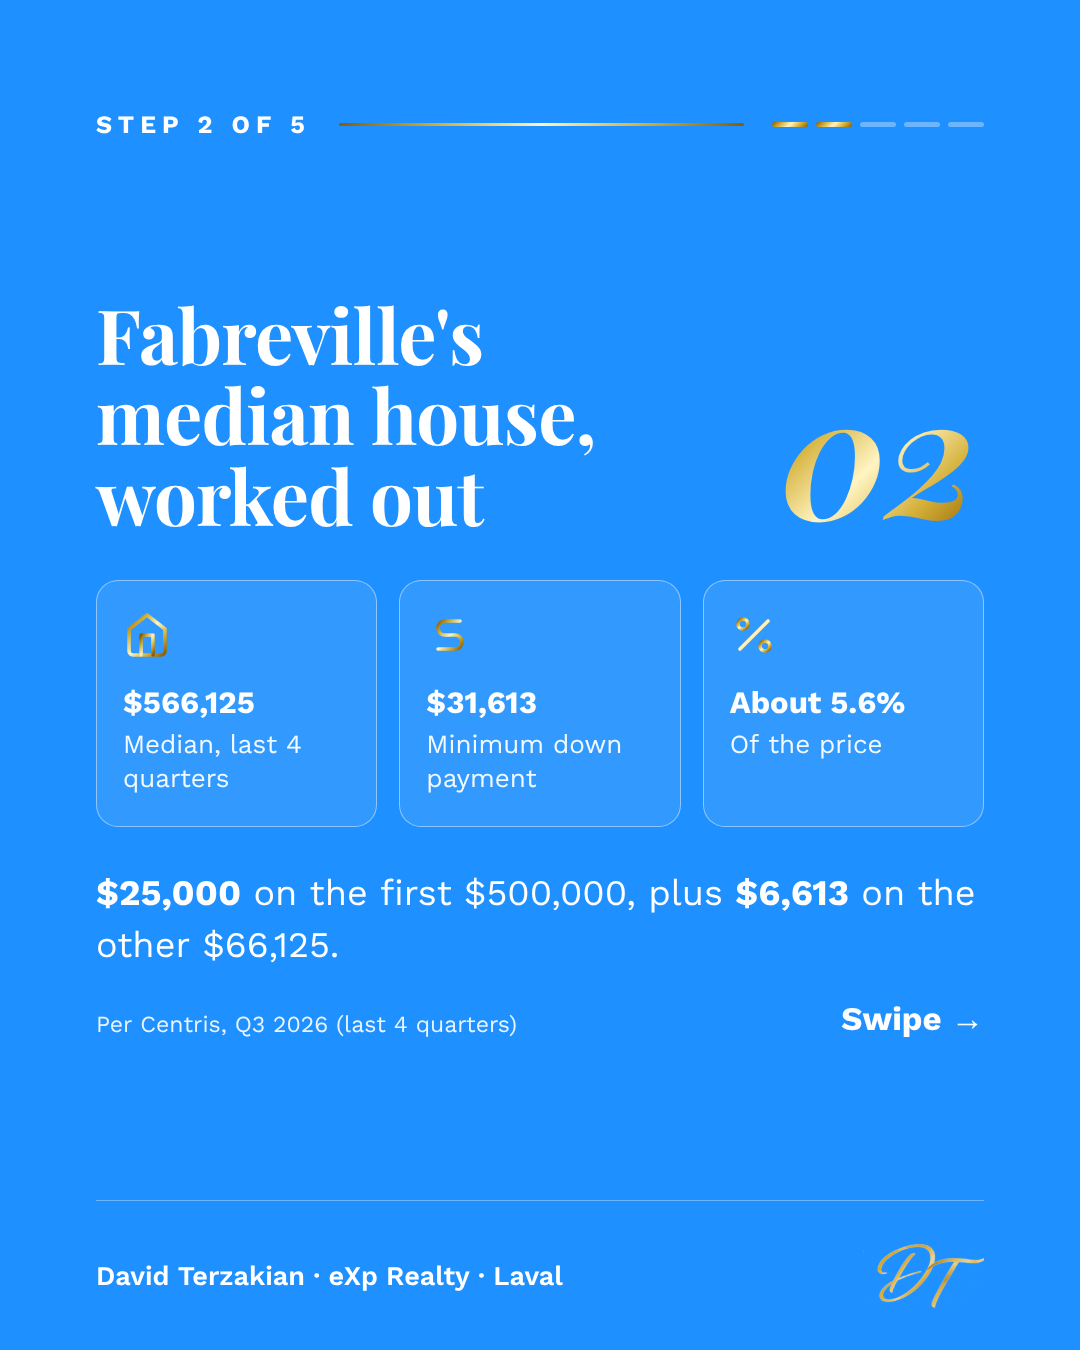 STEP 2 OF 5
Fabreville's
median house,
worked out
02
$566,125
Median, last 4
quarters
$31,613
Minimum down
payment
About 5.6%
Of the price
$25,000 on the first $500,000, plus $6,613 on the
other $66,125.
Per Centris, Q3 2026 (last 4 quarters)
Swipe →
David Terzakian · eXp Realty · Laval
DT